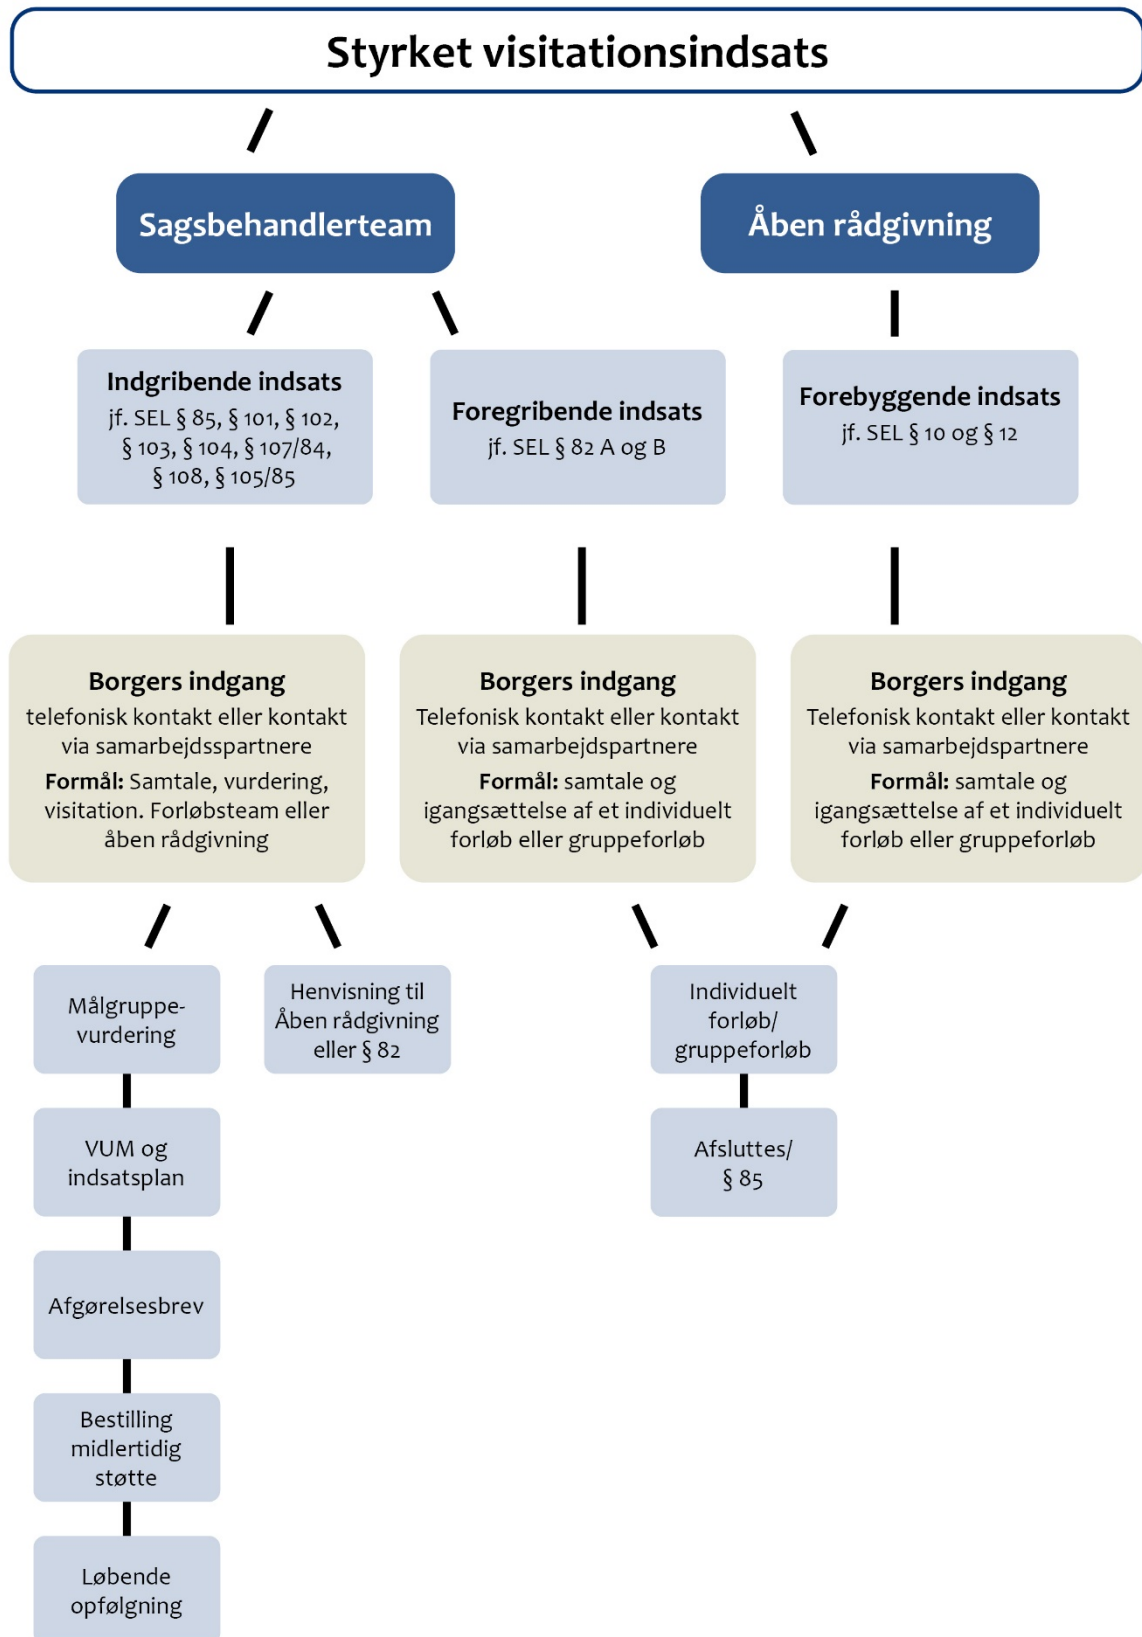 Styrket visitationsindsats
Sagsbehandlerteam
Åben rådgivning
Indgribende indsats
jf. SEL § 85, § 101, § 102,
§ 103, § 104, § 107/84,
§ 108, § 105/85
Foregribende indsats
jf. SEL § 82 A og B
Forebyggende indsats
jf. SEL § 10 og § 12
Borgers indgang
telefonisk kontakt eller kontakt
via samarbejdsspartnere
Formål: Samtale, vurdering,
visitation. Forløbsteam eller
åben rådgivning
Borgers indgang
Telefonisk kontakt eller kontakt
via samarbejdspartnere
Formål: samtale og
igangsættelse af et individuelt
forløb eller gruppeforløb
Borgers indgang
Telefonisk kontakt eller kontakt
via samarbejdspartnere
Formål: samtale og
igangsættelse af et individuelt
forløb eller gruppeforløb
Målgruppe-
vurdering
Henvisning til
Åben rådgivning
eller § 82
Individuelt
forløb/
gruppeforløb
VUM og
indsatsplan
Afsluttes/
§ 85
Afgørelsesbrev
Bestilling
midlertidig
støtte
Løbende
opfølgning